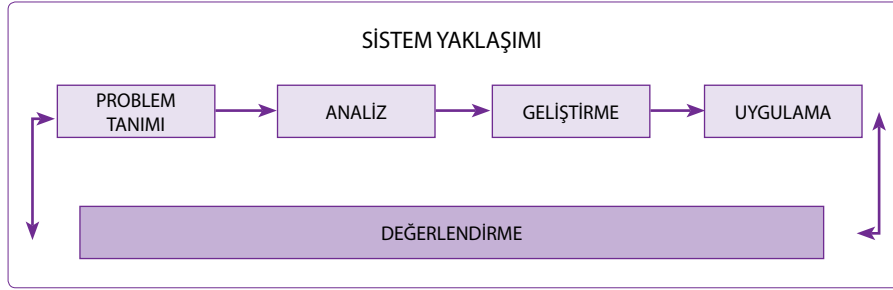 SİSTEM YAKLAŞIMI
PROBLEM
TANIMI
ANALİZ
GELİŞTİRME
UYGULAMA
DEĞERLENDİRME